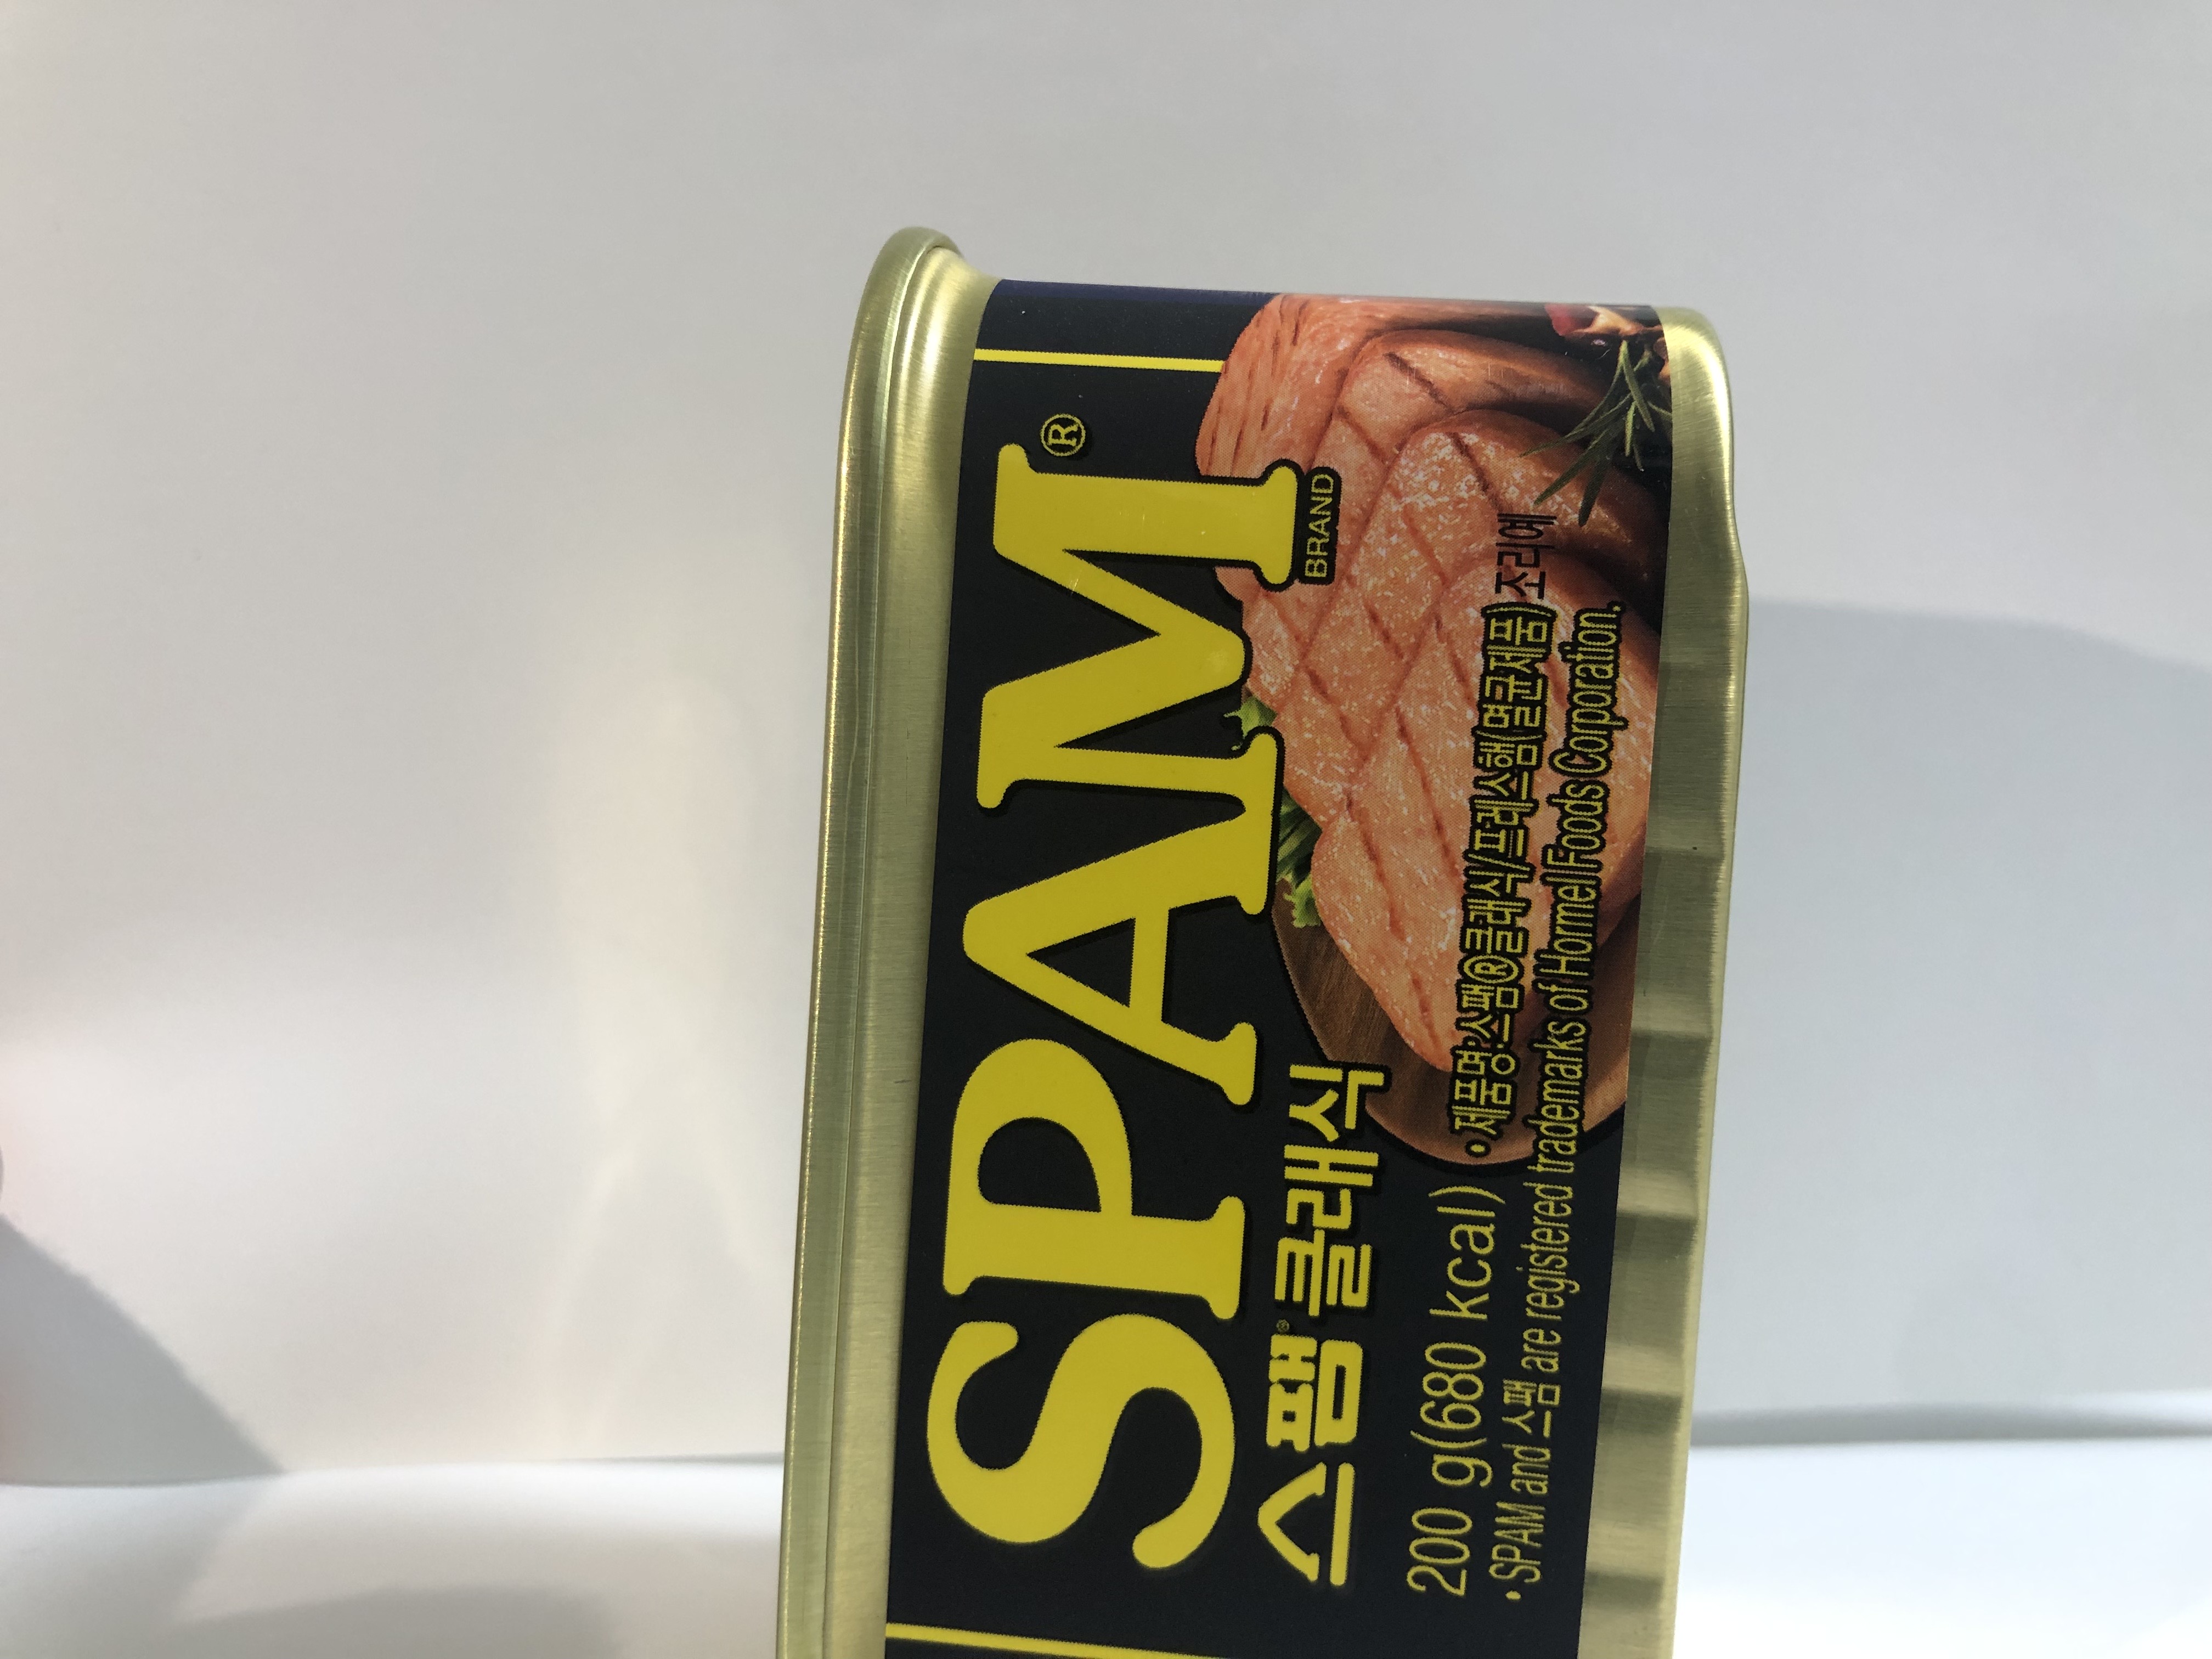 SPAM®
BRAND
스팸® 클래식
200 g(680 kcal)
•제품명:스팸®클래식/프레스햄(멸균제품) 조리예
•SPAM and 스팸 are registered trademarks of Hormel Foods Corporation.